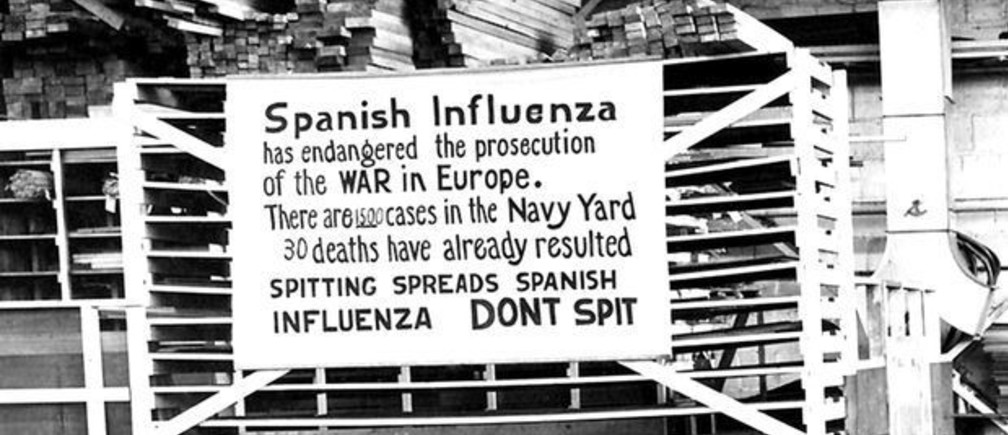 Spanish Influenza
has endangered the prosecution
of the WAR in Europe.
There are 1500 cases in the Navy Yard
30 deaths have already resulted
SPITTING SPREADS SPANISH
INFLUENZA DONT SPIT